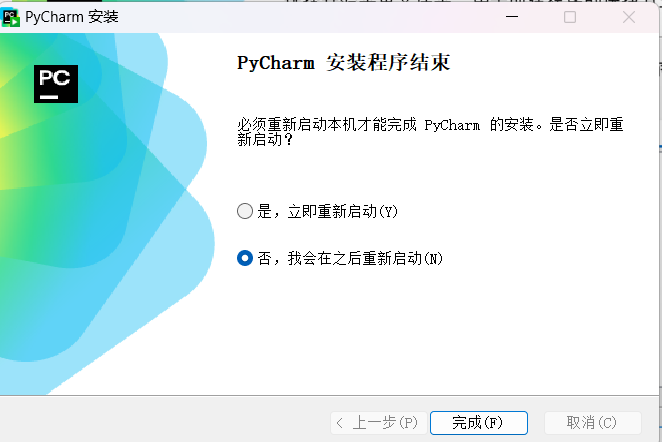 PyCharm 安装
PC
PyCharm 安装程序结束
必须重新启动本机才能完成 PyCharm 的安装。是否立即重
新启动？
是，立即重新启动(Y)
否，我会在之后重新启动(N)
< 上一步(P)
完成(F)
取消(C)